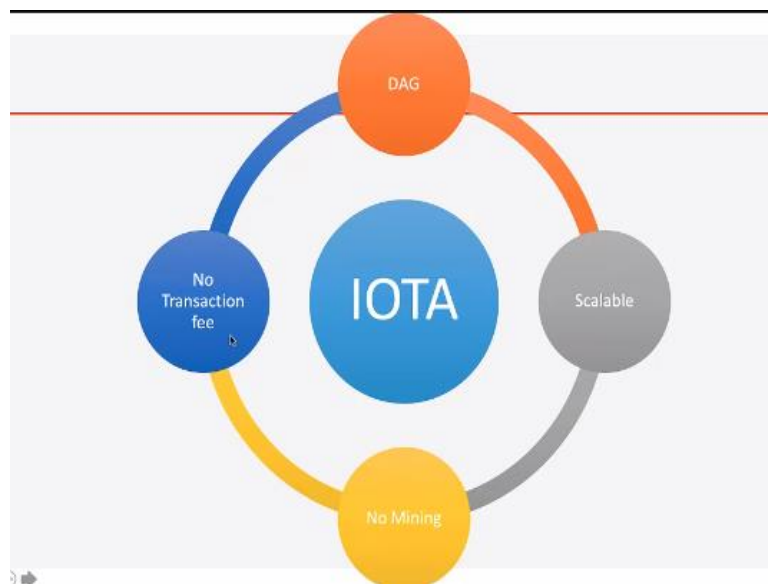 DAG
No
Transaction
fee
IOTA
Scalable
No Mining